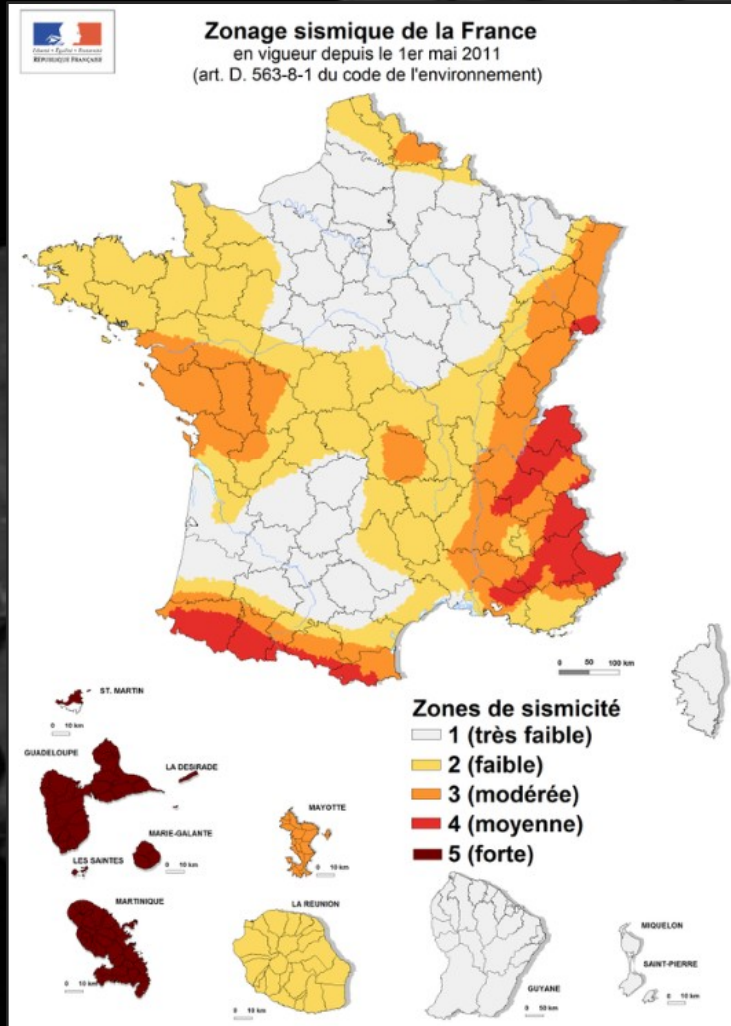 Zonage sismique de la France
en vigueur depuis le 1er mai 2011
(art. D. 563-8-1 du code de l'environnement)
Liberté • Égalité • Fraternité
RÉPUBLIQUE FRANÇAISE
0 50 100 km
Zones de sismicité
1 (très faible)
2 (faible)
3 (modérée)
4 (moyenne)
5 (forte)
ST. MARTIN
0 10 km
GUADELOUPE
LA DESIRADE
MARIE-GALANTE
LES SAINTES
0 10 km
MAYOTTE
0 10 km
MARTINIQUE
0 10 km
LA REUNION
0 10 km
GUYANE
0 50 km
MIQUELON
SAINT-PIERRE
0 10 km